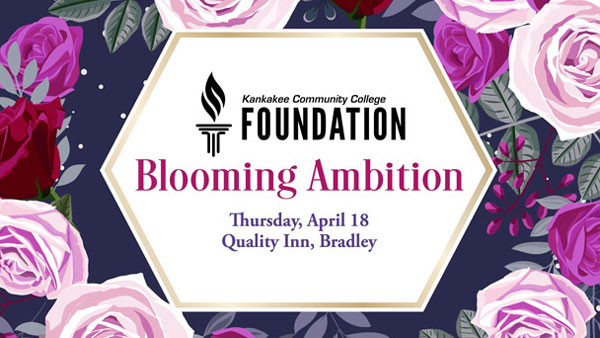 Kankakee Community College
FOUNDATION
Blooming Ambition
Thursday, April 18
Quality Inn, Bradley